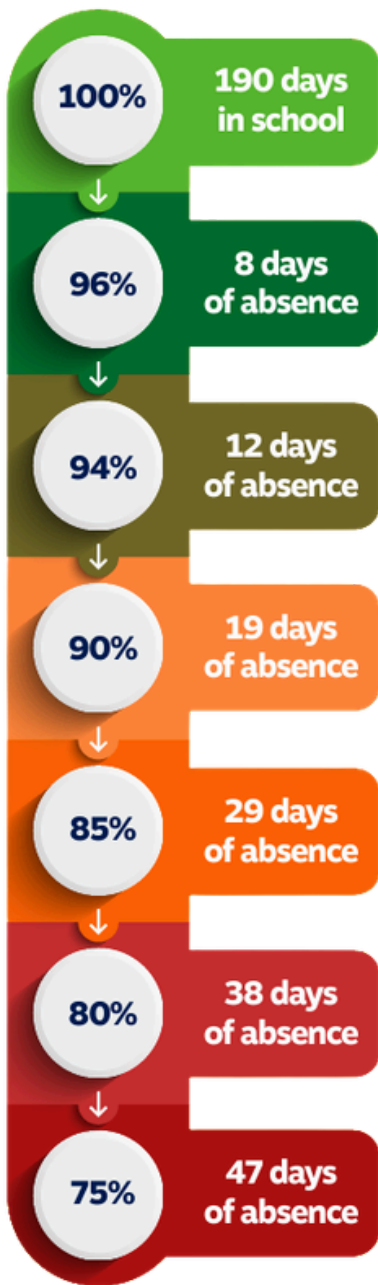 100%
190 days
in school
96%
8 days
of absence
94%
12 days
of absence
90%
19 days
of absence
85%
29 days
of absence
80%
38 days
of absence
75%
47 days
of absence